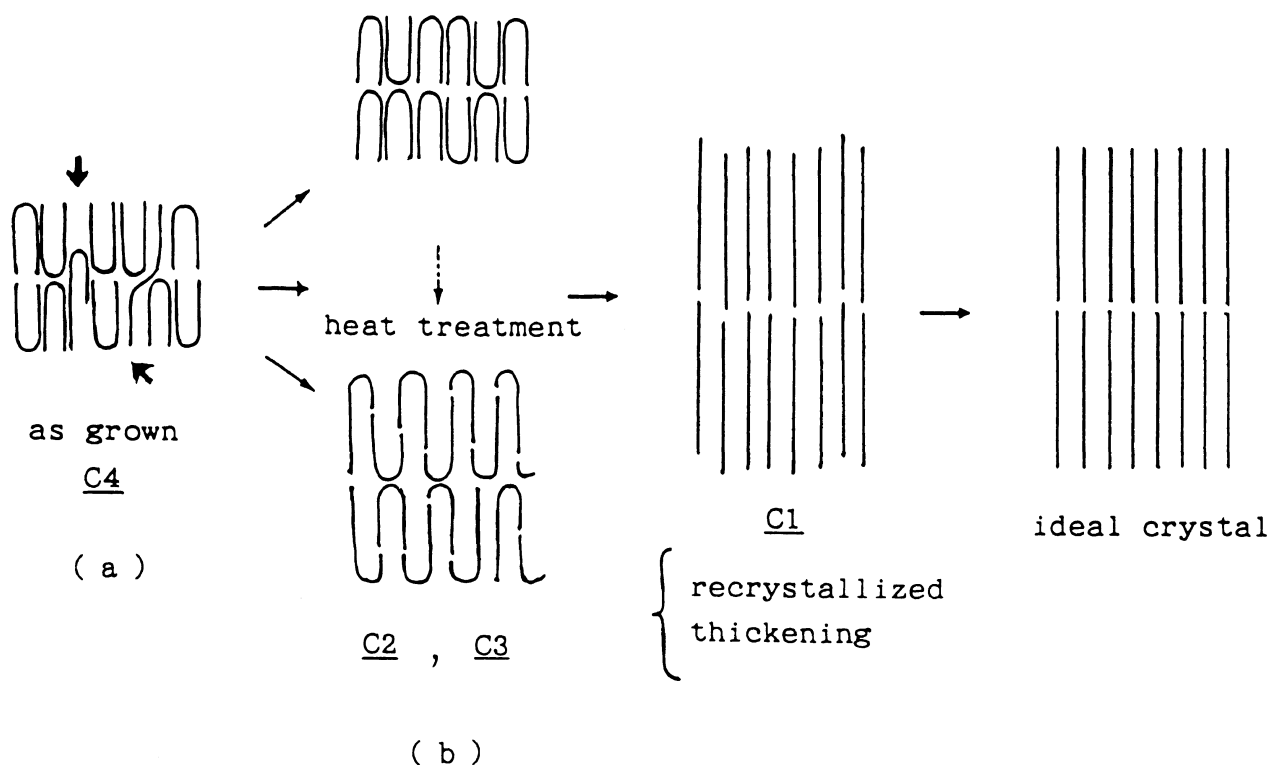 as grown
C4
( a )
heat treatment
C2 , C3
( b )
C1
recrystallized
thickening
ideal crystal